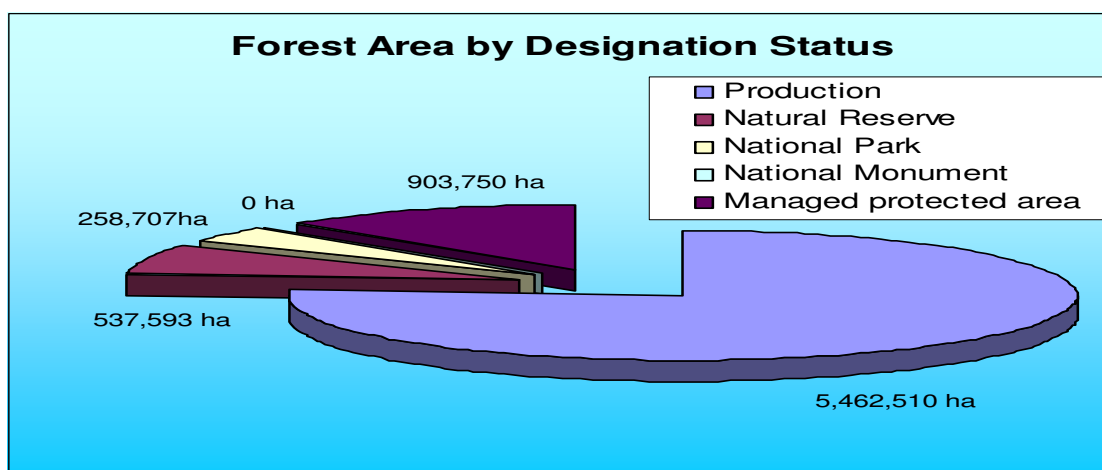 Forest Area by Designation Status
Production
Natural Reserve
National Park
National Monument
Managed protected area
903,750 ha
0 ha
258,707ha
537,593 ha
5,462,510 ha